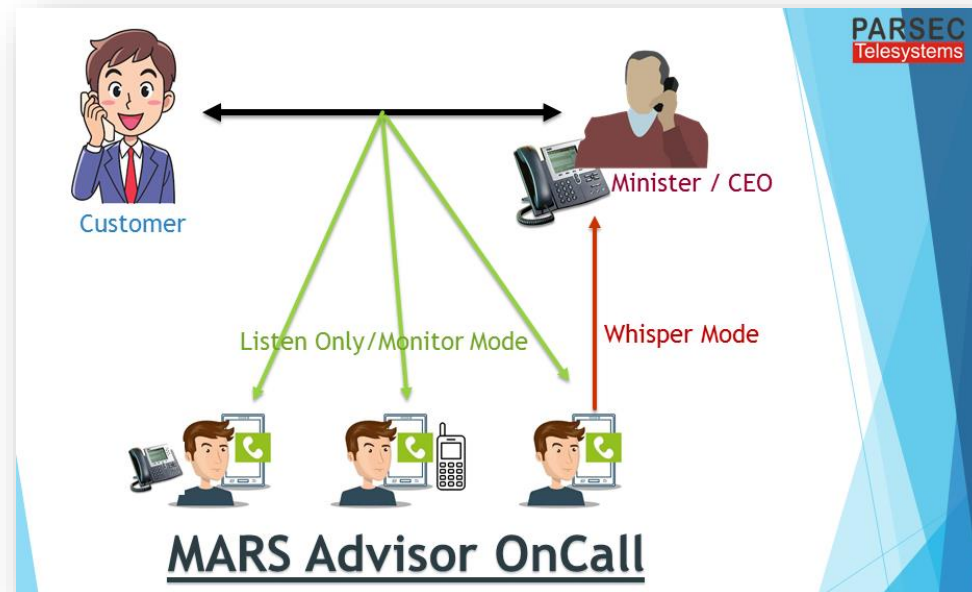 PARSEC
Telesystems
Customer
Minister / CEO
Listen Only/Monitor Mode
Whisper Mode
MARS Advisor OnCall